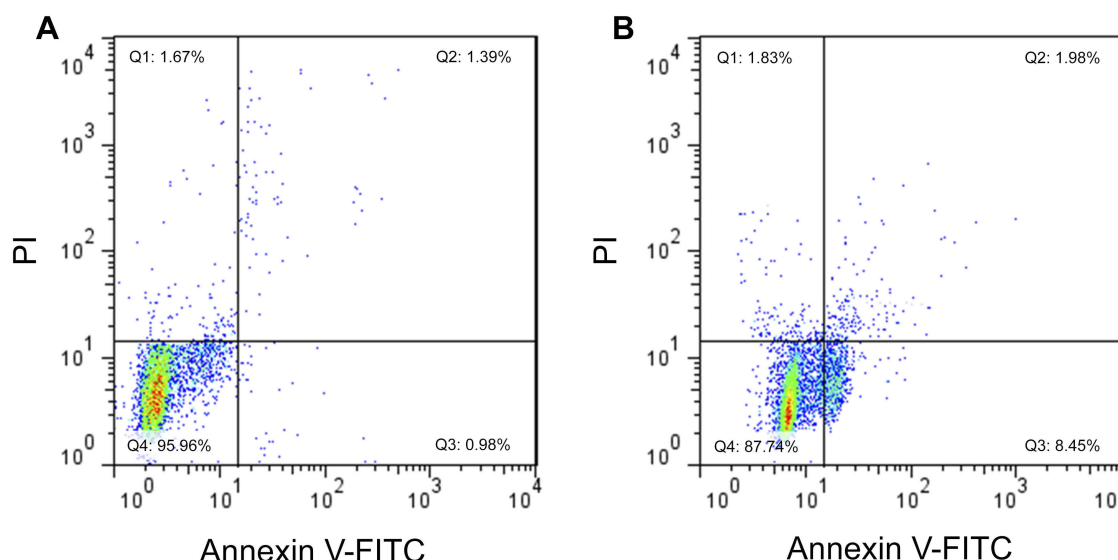 A
B
Q1: 1.67%
Q2: 1.39%
Q1: 1.83%
Q2: 1.98%
10^4
10^4
10^3
10^3
PI
PI
10^2
10^2
10^1
10^1
Q4: 95.96%
Q3: 0.98%
Q4: 87.74%
Q3: 8.45%
10^0
10^0
10^0
10^1
10^2
10^3
10^4
10^0
10^1
10^2
10^3
10
Annexin V-FITC
Annexin V-FITC